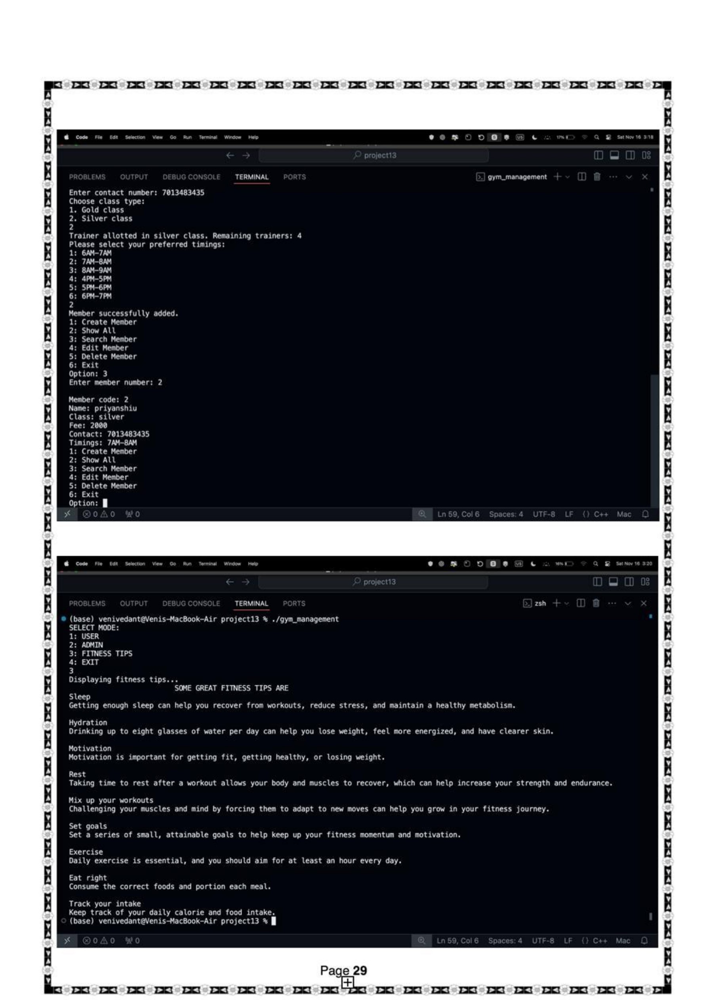 Code File Edit Selection View Go Run Terminal Window Help US 17% Sat Nov 16 3:18
project13
PROBLEMS OUTPUT DEBUG CONSOLE TERMINAL PORTS gym_management
Enter contact number: 7013483435
Choose class type:
1. Gold class
2. Silver class
2
Trainer allotted in silver class. Remaining trainers: 4
Please select your preferred timings:
1: 6AM-7AM
2: 7AM-8AM
3: 8AM-9AM
4: 4PM-5PM
5: 5PM-6PM
6: 6PM-7PM
2
Member successfully added.
1: Create Member
2: Show All
3: Search Member
4: Edit Member
5: Delete Member
6: Exit
Option: 3
Enter member number: 2
Member code: 2
Name: priyanshiu
Class: silver
Fee: 2000
Contact: 7013483435
Timings: 7AM-8AM
1: Create Member
2: Show All
3: Search Member
4: Edit Member
5: Delete Member
6: Exit
Option:
0 0 0 Ln 59, Col 6 Spaces: 4 UTF-8 LF {} C++ Mac
Code File Edit Selection View Go Run Terminal Window Help US 16% Sat Nov 16 3:20
project13
PROBLEMS OUTPUT DEBUG CONSOLE TERMINAL PORTS zsh
(base) venivedant@Venis-MacBook-Air project13 % ./gym_management
SELECT MODE:
1: USER
2: ADMIN
3: FITNESS TIPS
4: EXIT
3
Displaying fitness tips...
SOME GREAT FITNESS TIPS ARE
Sleep
Getting enough sleep can help you recover from workouts, reduce stress, and maintain a healthy metabolism.
Hydration
Drinking up to eight glasses of water per day can help you lose weight, feel more energized, and have clearer skin.
Motivation
Motivation is important for getting fit, getting healthy, or losing weight.
Rest
Taking time to rest after a workout allows your body and muscles to recover, which can help increase your strength and endurance.
Mix up your workouts
Challenging your muscles and mind by forcing them to adapt to new moves can help you grow in your fitness journey.
Set goals
Set a series of small, attainable goals to help keep up your fitness momentum and motivation.
Exercise
Daily exercise is essential, and you should aim for at least an hour every day.
Eat right
Consume the correct foods and portion each meal.
Track your intake
Keep track of your daily calorie and food intake.
(base) venivedant@Venis-MacBook-Air project13 %
0 0 0 Ln 59, Col 6 Spaces: 4 UTF-8 LF {} C++ Mac
Page 29